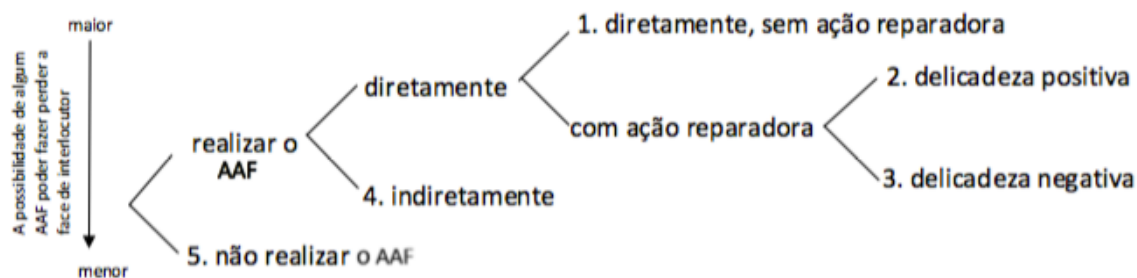 maior
A possibilidade de algum
AAF poder fazer perder a
face de interlocutor
menor
1. diretamente, sem ação reparadora
diretamente
2. delicadeza positiva
com ação reparadora
realizar o
AAF
3. delicadeza negativa
4. indiretamente
5. não realizar o AAF